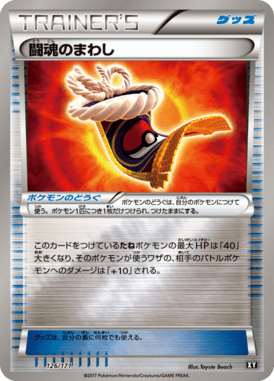 TRAINER'S
グッズ
闘魂のまわし
ポケモンのどうぐ
ポケモンのどうぐは、自分のポケモンにつけて
使う。ポケモン1匹につき1枚だけつけられ、つけたままにする。
このカードをつけているたねポケモンの最大HPは「40」
大きくなり、そのポケモンが使うワザの、相手のバトルポケ
モンへのダメージは「+10」される。
グッズは、自分の番に何枚でも使える。
126/171
Illus. Toyste Beach
XY
©2017 Pokémon/Nintendo/Creatures/GAME FREAK.